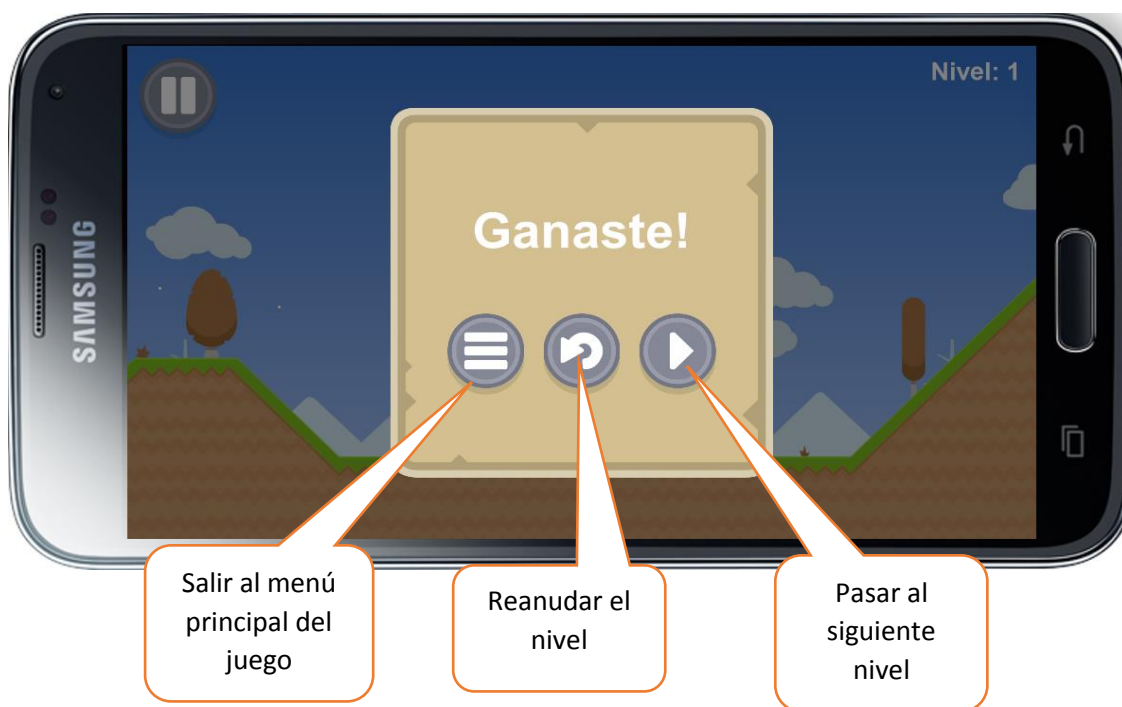 Nivel: 1
SAMSUNG
Ganaste!
Salir al menú
principal del
juego
Reanudar el
nivel
Pasar al
siguiente
nivel